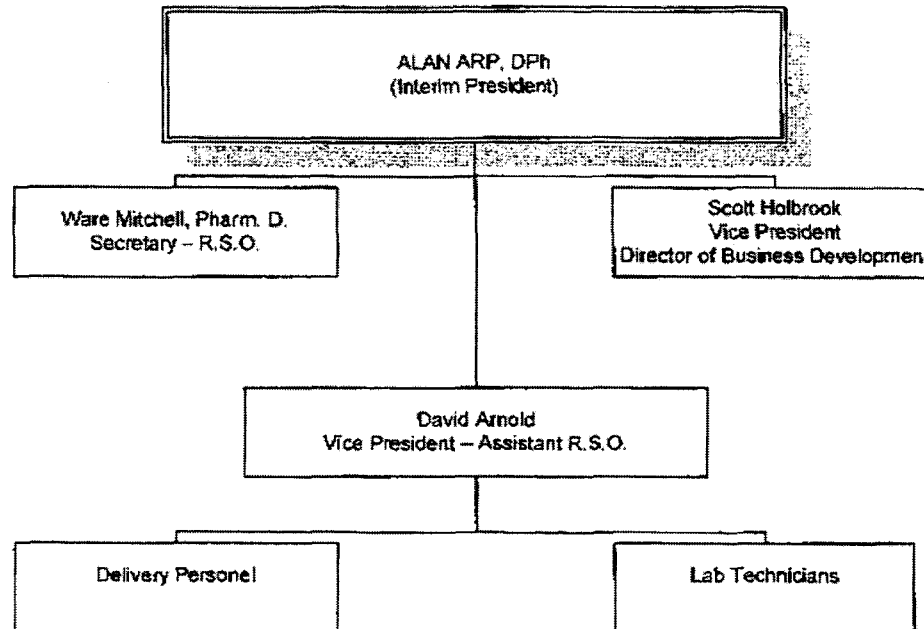 ALAN ARP, DPh
(Interim President)
Ware Mitchell, Pharm. D.
Secretary – R.S.O.
Scott Holbrook
Vice President
Director of Business Developmen
David Arnold
Vice President – Assistant R.S.O.
Delivery Personel
Lab Technicians